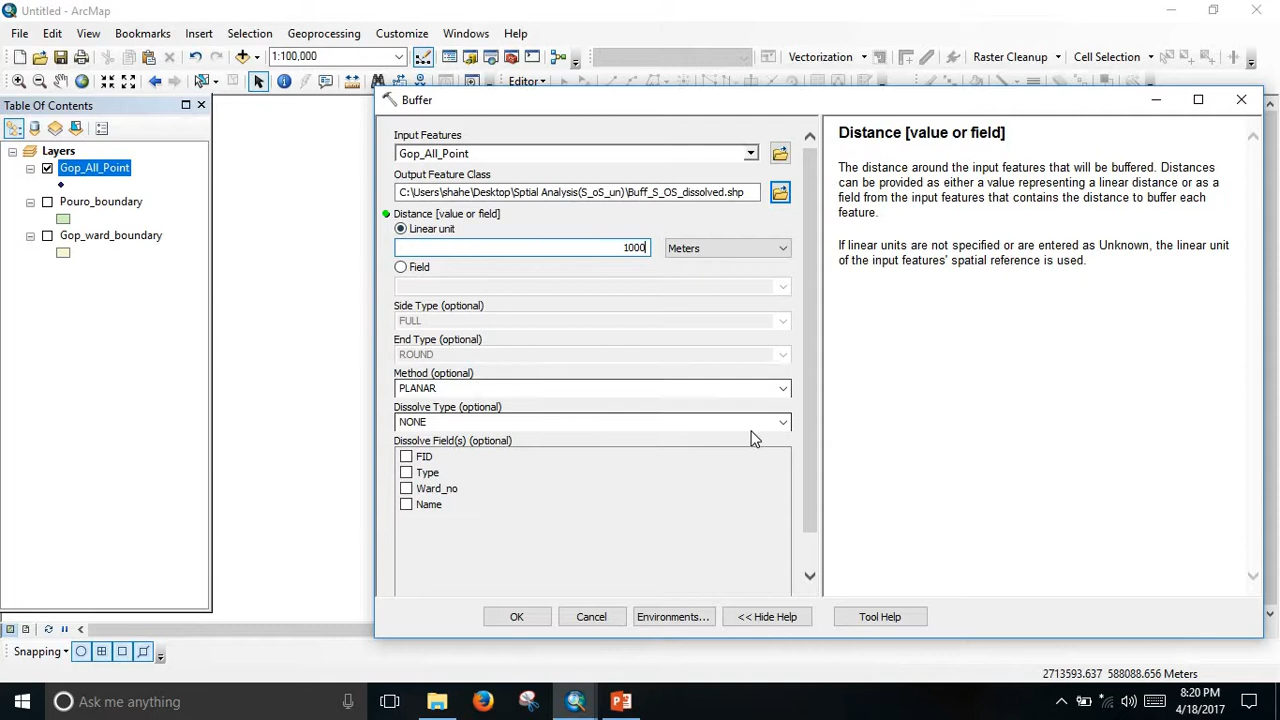 Untitled - ArcMap
File Edit View Bookmarks Insert Selection Geoprocessing Customize Windows Help
1:100,000 Vectorization Raster Cleanup Cell Selection
Editor
Table Of Contents
Layers
Gop_All_Point
Pouro_boundary
Gop_ward_boundary
Buffer
Input Features
Gop_All_Point
Output Feature Class
C:\Users\shahe\Desktop\Sptial Analysis(S_oS_un)\Buff_S_OS_dissolved.shp
Distance [value or field]
Linear unit
1000 Meters
Field
Side Type (optional)
FULL
End Type (optional)
ROUND
Method (optional)
PLANAR
Dissolve Type (optional)
NONE
Dissolve Field(s) (optional)
FID
Type
Ward_no
Name
OK Cancel Environments... << Hide Help Tool Help
Distance [value or field]
The distance around the input features that will be buffered. Distances
can be provided as either a value representing a linear distance or as a
field from the input features that contains the distance to buffer each
feature.
If linear units are not specified or are entered as Unknown, the linear unit
of the input features' spatial reference is used.
Snapping
2713593.637 588088.656 Meters
Ask me anything
8:20 PM
4/18/2017